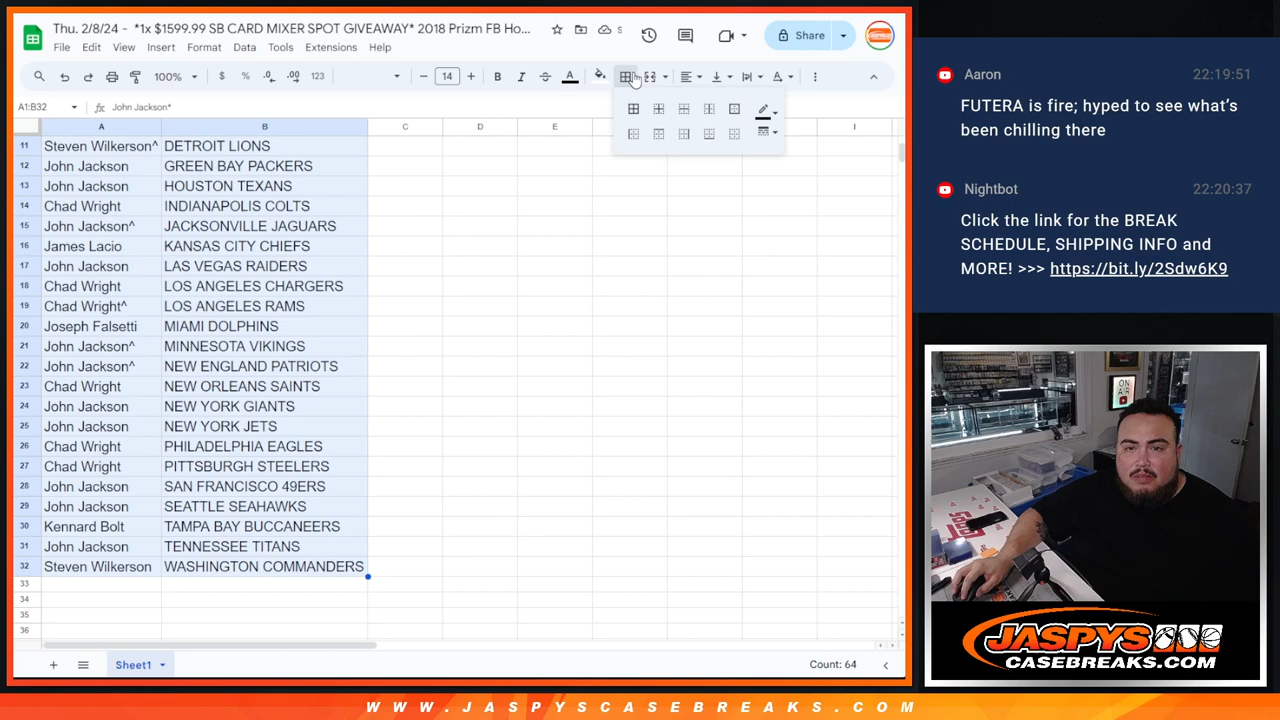 Thu. 2/8/24 - *1x $1599.99 SB CARD MIXER SPOT GIVEAWAY* 2018 Prizm FB Ho...
S
Share
File Edit View Insert Format Data Tools Extensions Help
100% $ % .0 .00 123 14 B I A
A1:B32 John Jackson*
A B C D E I
11 Steven Wilkerson^ DETROIT LIONS
12 John Jackson GREEN BAY PACKERS
13 John Jackson HOUSTON TEXANS
14 Chad Wright INDIANAPOLIS COLTS
15 John Jackson^ JACKSONVILLE JAGUARS
16 James Lacio KANSAS CITY CHIEFS
17 John Jackson LAS VEGAS RAIDERS
18 Chad Wright LOS ANGELES CHARGERS
19 Chad Wright^ LOS ANGELES RAMS
20 Joseph Falsetti MIAMI DOLPHINS
21 John Jackson^ MINNESOTA VIKINGS
22 John Jackson^ NEW ENGLAND PATRIOTS
23 Chad Wright NEW ORLEANS SAINTS
24 John Jackson NEW YORK GIANTS
25 John Jackson NEW YORK JETS
26 Chad Wright PHILADELPHIA EAGLES
27 Chad Wright PITTSBURGH STEELERS
28 John Jackson SAN FRANCISCO 49ERS
29 John Jackson SEATTLE SEAHAWKS
30 Kennard Bolt TAMPA BAY BUCCANEERS
31 John Jackson TENNESSEE TITANS
32 Steven Wilkerson WASHINGTON COMMANDERS
33
34
35
36
Sheet1 Count: 64
Aaron 22:19:51
FUTERA is fire; hyped to see what's
been chilling there
Nightbot 22:20:37
Click the link for the BREAK
SCHEDULE, SHIPPING INFO and
MORE! >>> https://bit.ly/2Sdw6K9
ON
AIR
JASPYS
CASEBREAKS.COM
WWW.JASPYSCASEBREAKS.COM